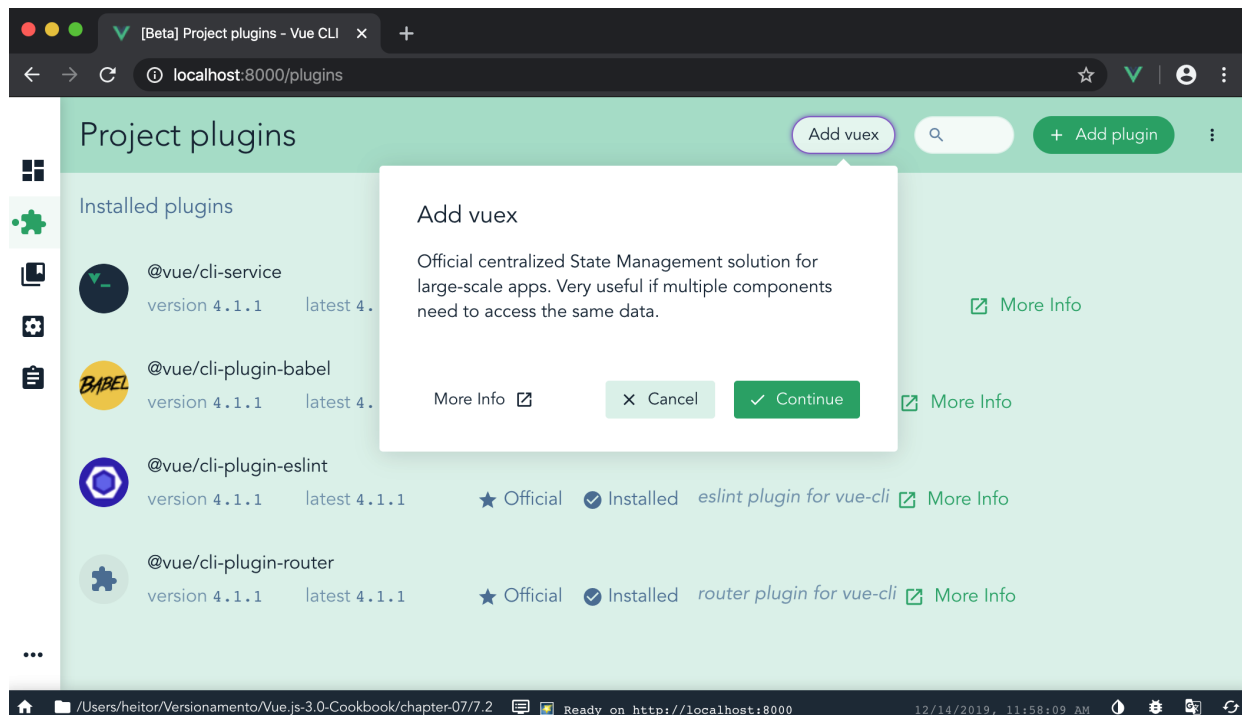 [Beta] Project plugins - Vue CLI
localhost:8000/plugins
Project plugins
Add vuex
+ Add plugin
Installed plugins
Add vuex
Official centralized State Management solution for
large-scale apps. Very useful if multiple components
need to access the same data.
More Info
Cancel
Continue
@vue/cli-service
version 4.1.1 latest 4.
More Info
BABEL
@vue/cli-plugin-babel
version 4.1.1 latest 4.
More Info
@vue/cli-plugin-eslint
version 4.1.1 latest 4.1.1 Official Installed eslint plugin for vue-cli More Info
@vue/cli-plugin-router
version 4.1.1 latest 4.1.1 Official Installed router plugin for vue-cli More Info
/Users/heitor/Versionamento/Vue.js-3.0-Cookbook/chapter-07/7.2 Ready on http://localhost:8000 12/14/2019, 11:58:09 AM